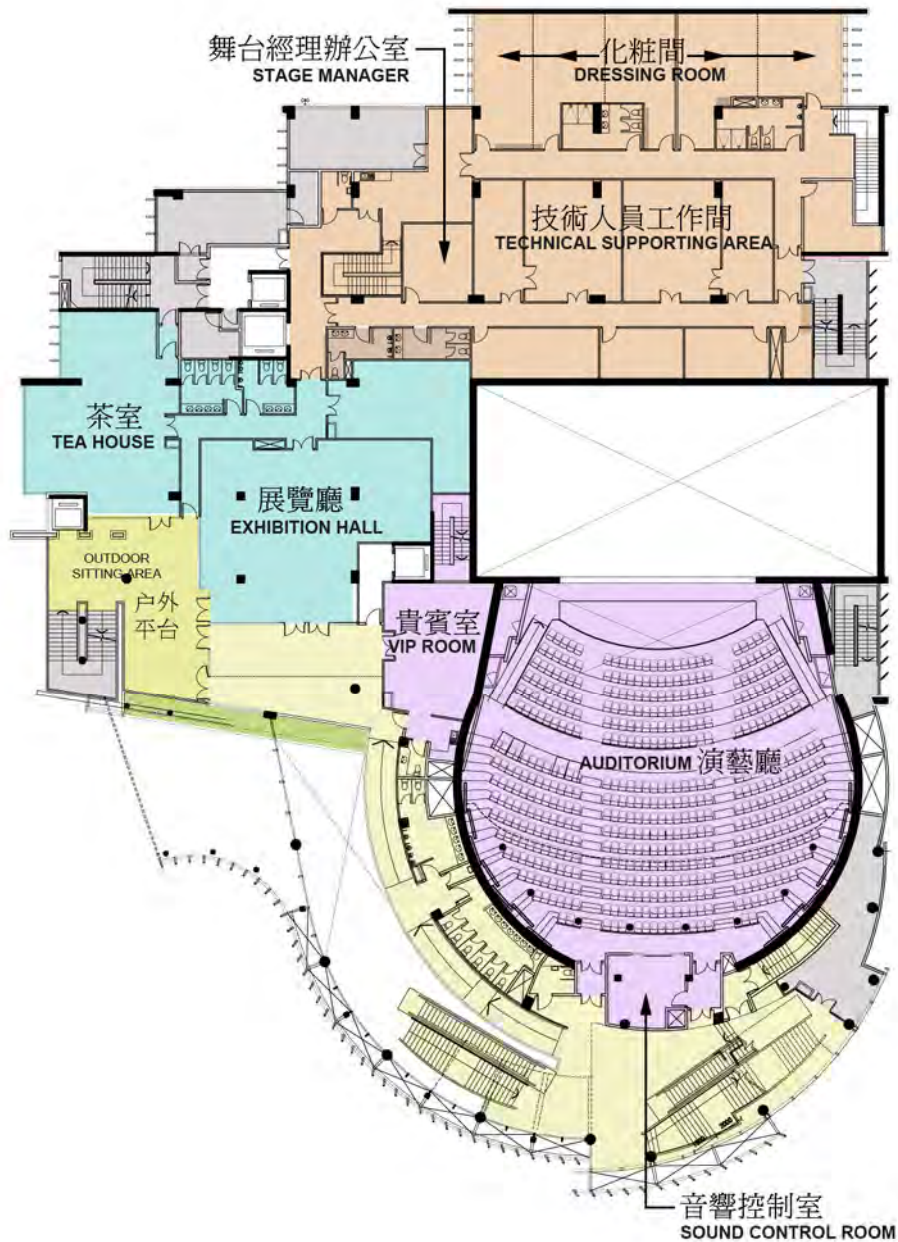 舞台經理辦公室
STAGE MANAGER
化粧間
DRESSING ROOM
技術人員工作間
TECHNICAL SUPPORTING AREA
茶室
TEA HOUSE
展覽廳
EXHIBITION HALL
OUTDOOR
SITTING AREA
户外
平台
貴賓室
VIP ROOM
AUDITORIUM 演藝廳
音響控制室
SOUND CONTROL ROOM